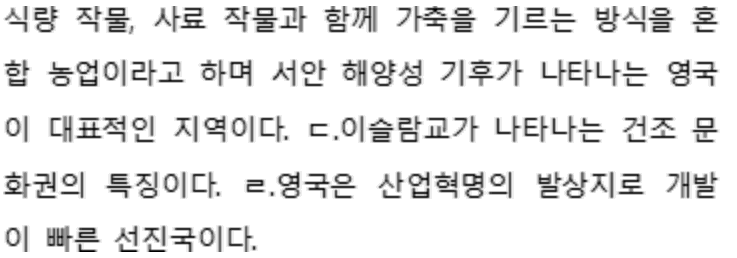 식량 작물, 사료 작물과 함께 가축을 기르는 방식을 혼
합 농업이라고 하며 서안 해양성 기후가 나타나는 영국
이 대표적인 지역이다. ㄷ.이슬람교가 나타나는 건조 문
화권의 특징이다. ㄹ.영국은 산업혁명의 발상지로 개발
이 빠른 선진국이다.